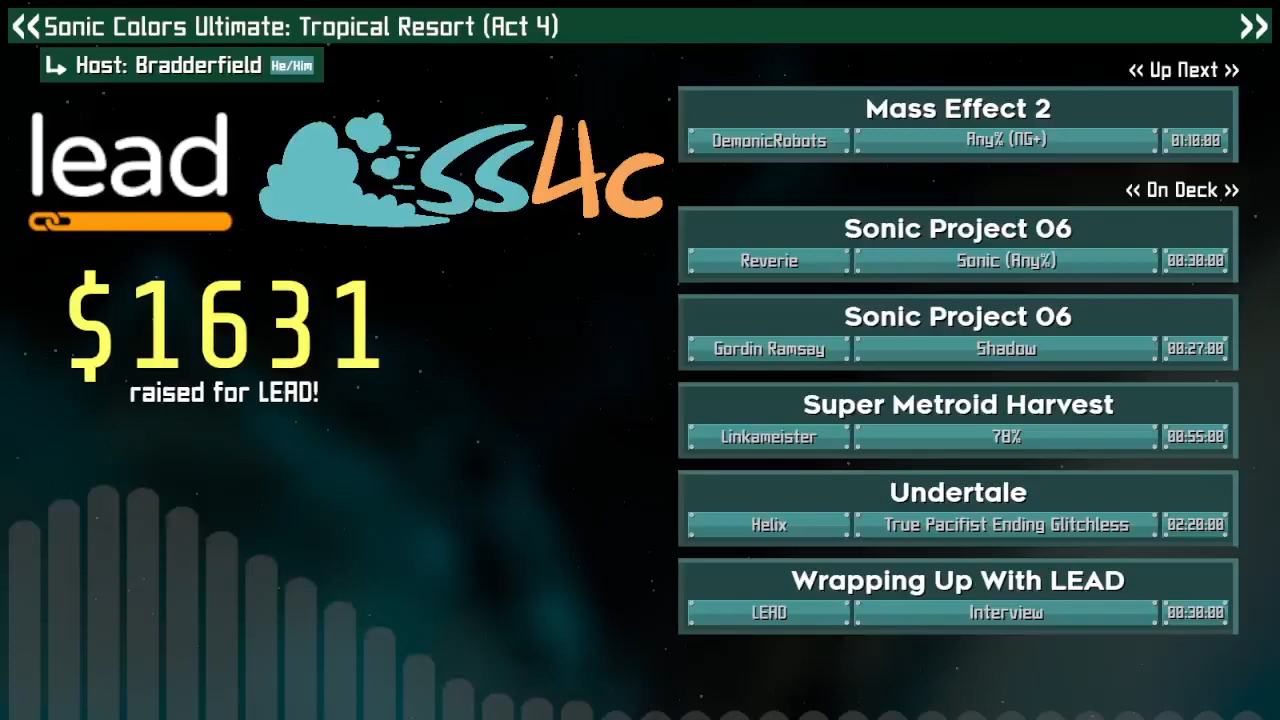 Sonic Colors Ultimate: Tropical Resort (Act 4)
Host: Bradderfield He/Him
lead
ss4c
$1631
raised for LEAD!
<< Up Next >>
Mass Effect 2
DemonicRobots Any% (NG+) 01:10:00
<< On Deck >>
Sonic Project 06
Reverie Sonic (Any%) 00:30:00
Sonic Project 06
Gordin Ramsay Shadow 00:27:00
Super Metroid Harvest
Linkameister 78% 00:55:00
Undertale
Helix True Pacifist Ending Glitchless 02:20:00
Wrapping Up With LEAD
LEAD Interview 00:30:00